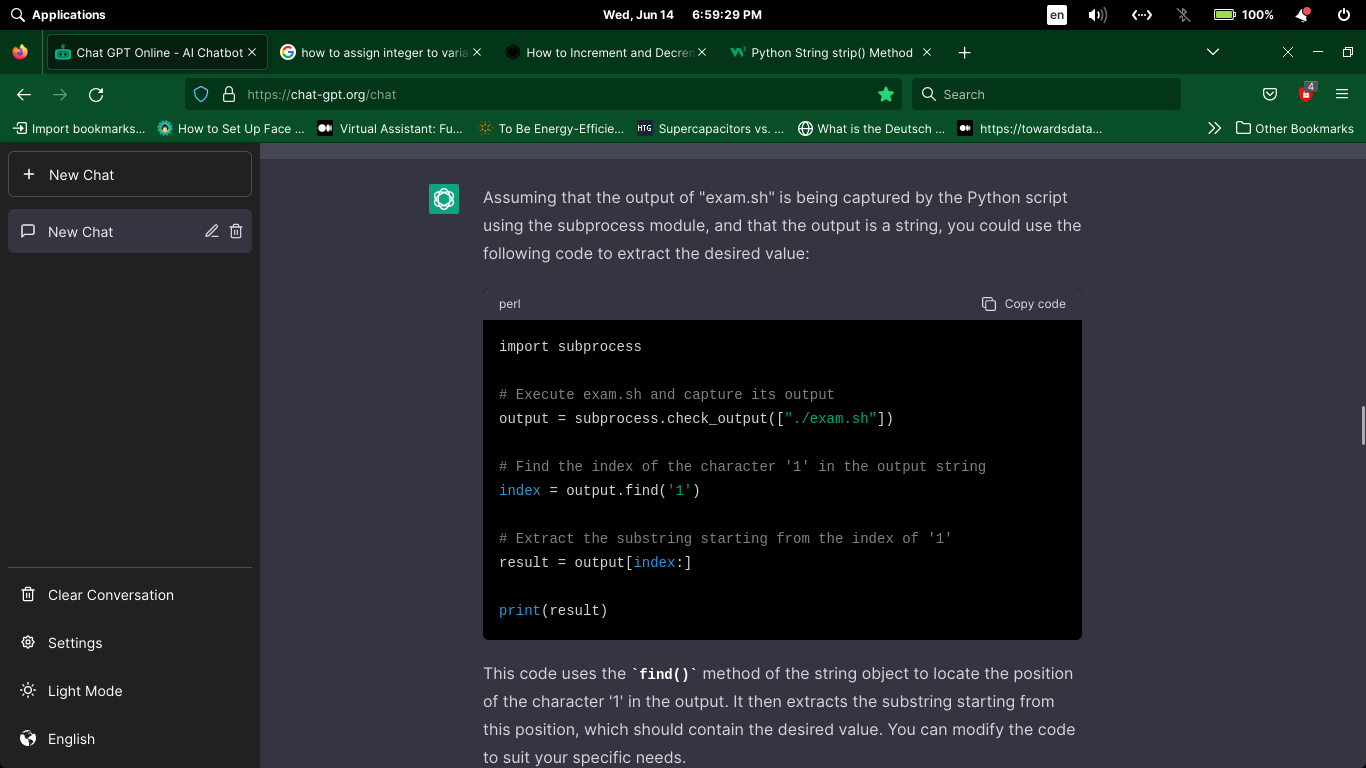 Applications
Wed, Jun 14 6:59:29 PM
en
100%
Chat GPT Online - AI Chatbot
how to assign integer to varia
How to Increment and Decren
Python String strip() Method
https://chat-gpt.org/chat
Search
4
Import bookmarks...
How to Set Up Face ...
Virtual Assistant: Fu...
To Be Energy-Efficie...
HTG
Supercapacitors vs. ...
What is the Deutsch ...
https://towardsdata...
Other Bookmarks
New Chat
New Chat
Clear Conversation
Settings
Light Mode
English
Assuming that the output of "exam.sh" is being captured by the Python script
using the subprocess module, and that the output is a string, you could use the
following code to extract the desired value:
perl
Copy code
import subprocess
# Execute exam.sh and capture its output
output = subprocess.check_output(["./exam.sh"])
# Find the index of the character '1' in the output string
index = output.find('1')
# Extract the substring starting from the index of '1'
result = output[index:]
print(result)
This code uses the `find()` method of the string object to locate the position
of the character '1' in the output. It then extracts the substring starting from
this position, which should contain the desired value. You can modify the code
to suit your specific needs.